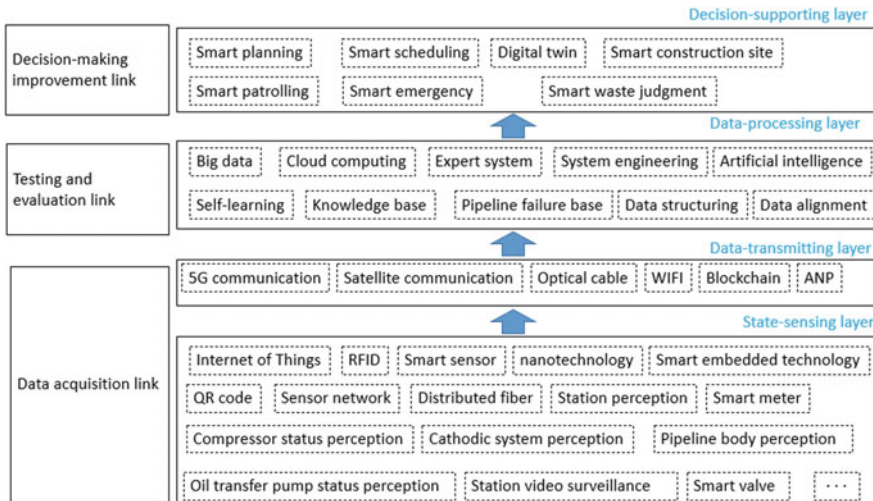 Decision-supporting layer
Decision-making
improvement link
Smart planning Smart scheduling Digital twin Smart construction site
Smart patrolling Smart emergency Smart waste judgment
Data-processing layer
Testing and
evaluation link
Big data Cloud computing Expert system System engineering Artificial intelligence
Self-learning Knowledge base Pipeline failure base Data structuring Data alignment
Data-transmitting layer
5G communication Satellite communication Optical cable WIFI Blockchain ANP
State-sensing layer
Data acquisition link
Internet of Things RFID Smart sensor nanotechnology Smart embedded technology
QR code Sensor network Distributed fiber Station perception Smart meter
Compressor status perception Cathodic system perception Pipeline body perception
Oil transfer pump status perception Station video surveillance Smart valve ···